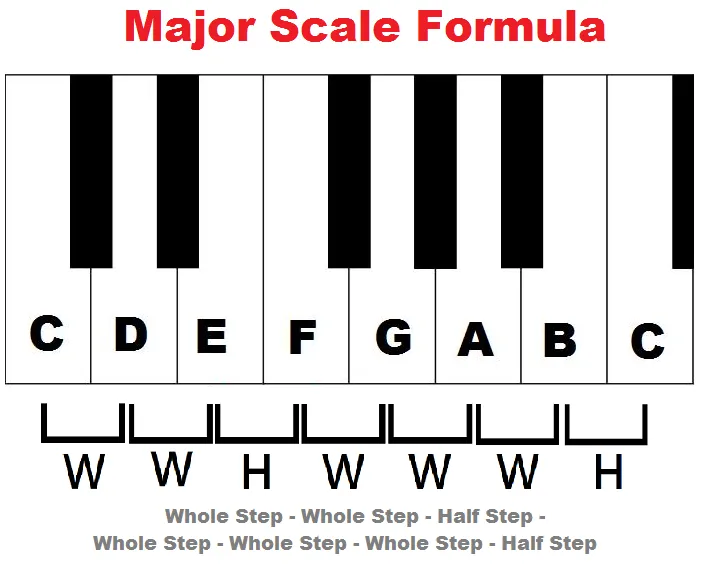 Major Scale Formula
C D E F G A B C
W W H W W W H
Whole Step - Whole Step - Half Step -
Whole Step - Whole Step - Whole Step - Half Step